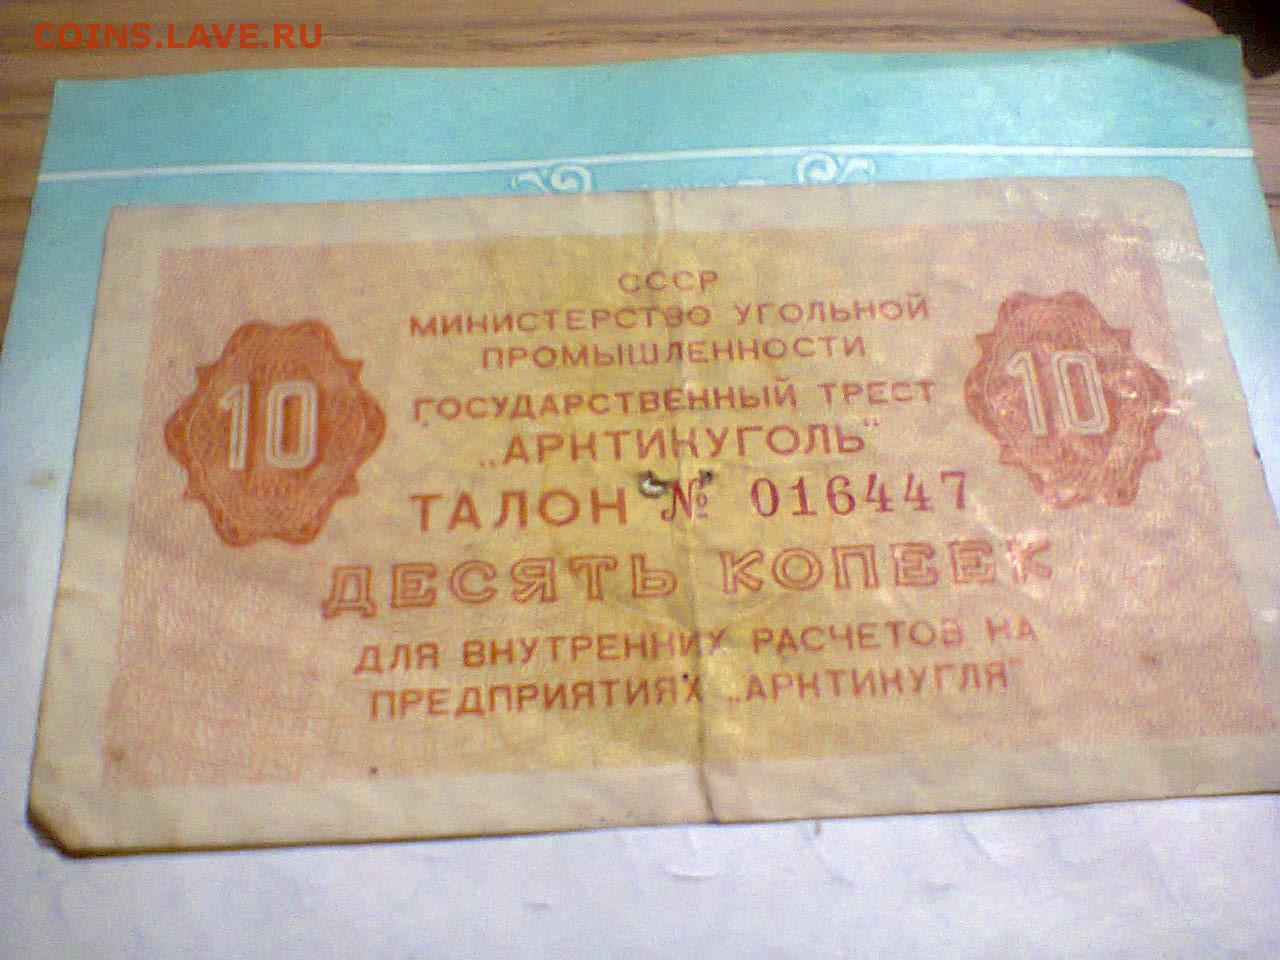 COINS.LAVE.RU
СССР
МИНИСТЕРСТВО УГОЛЬНОЙ
ПРОМЫШЛЕННОСТИ
ГОСУДАРСТВЕННЫЙ ТРЕСТ
„АРКТИКУГОЛЬ"
10 10
ТАЛОН № 016447
ДЕСЯТЬ КОПЕЕК
ДЛЯ ВНУТРЕННИХ РАСЧЕТОВ НА
ПРЕДПРИЯТИЯХ „АРКТИКУГЛЯ"